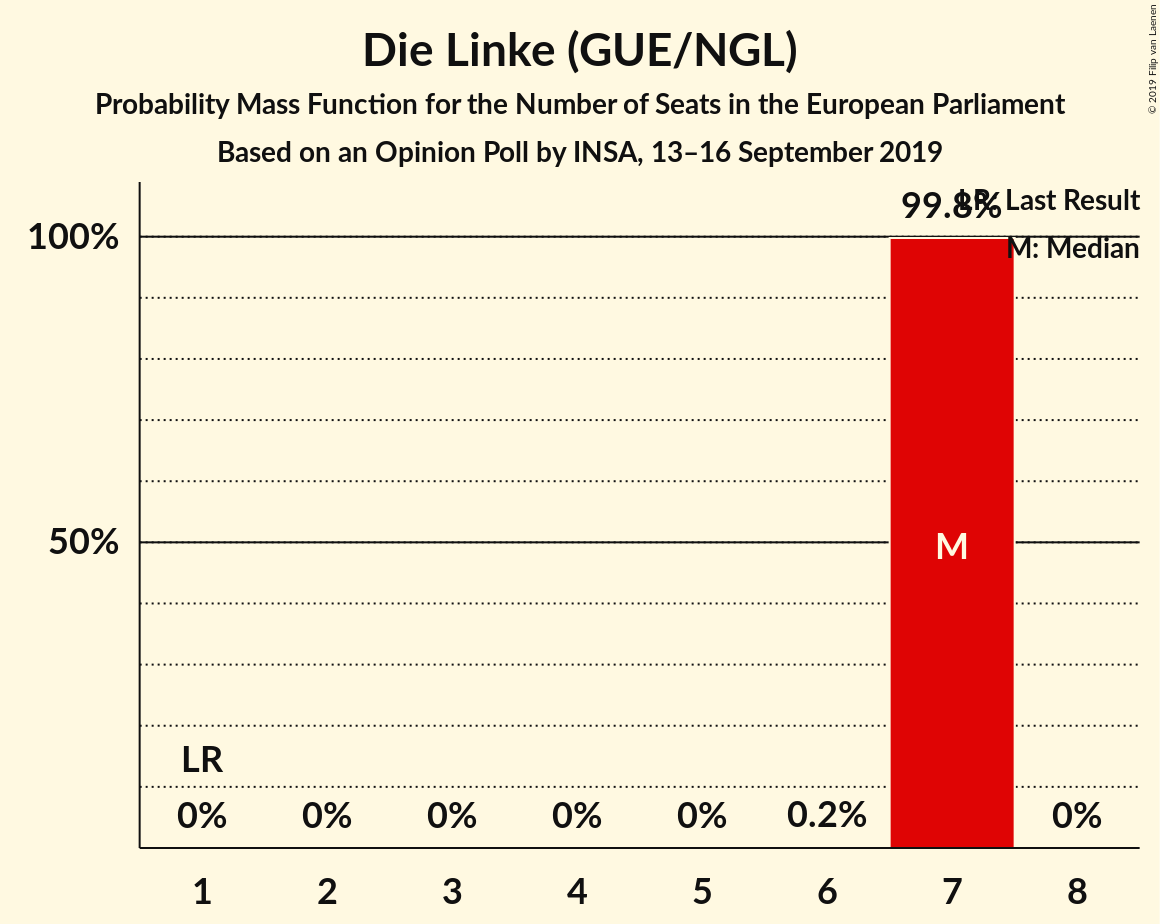 Die Linke (GUE/NGL)
Probability Mass Function for the Number of Seats in the European Parliament
Based on an Opinion Poll by INSA, 13–16 September 2019
© 2019 Filip van Laenen
99.8%
LR: Last Result
100%
M: Median
50%
M
LR
0%
0%
0%
0%
0%
0.2%
0%
1
2
3
4
5
6
7
8